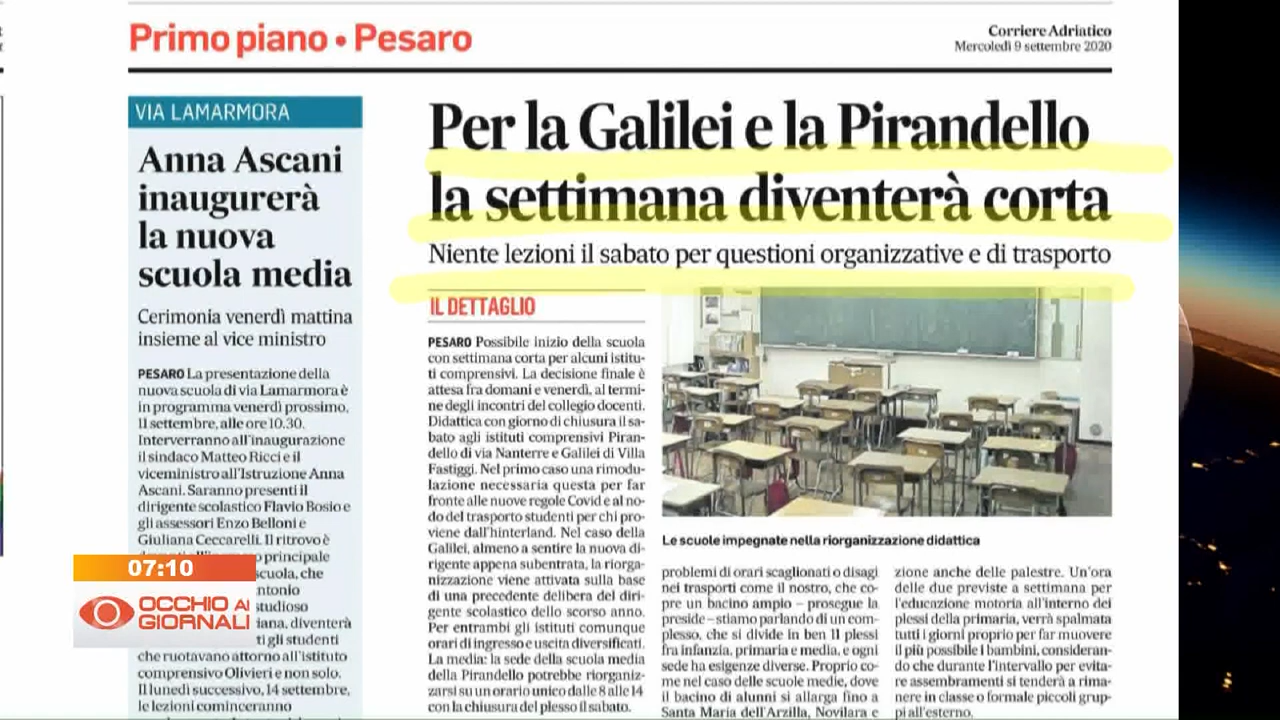 Primo piano • Pesaro
Corriere Adriatico
Mercoledì 9 settembre 2020
VIA LAMARMORA
Anna Ascani
inaugurerà
la nuova
scuola media
Cerimonia venerdì mattina
insieme al vice ministro
PESARO La presentazione della
nuova scuola di via Lamarmora è
in programma venerdì prossimo,
11 settembre, alle ore 10.30.
Interverranno all'inaugurazione
il sindaco Matteo Ricci e il
viceministro all'Istruzione Anna
Ascani. Saranno presenti il
dirigente scolastico Flavio Bosio e
gli assessori Enzo Belloni e
Giuliana Ceccarelli. Il ritrovo è
principale
scuola, che
ntonio
studioso
iana, diventerà
ti gli studenti
che ruotavano attorno all'istituto
comprensivo Olivieri e non solo.
Il lunedì successivo, 14 settembre,
le lezioni cominceranno
Per la Galilei e la Pirandello
la settimana diventerà corta
Niente lezioni il sabato per questioni organizzative e di trasporto
IL DETTAGLIO
PESARO Possibile inizio della scuola
con settimana corta per alcuni istitu-
ti comprensivi. La decisione finale è
attesa fra domani e venerdì, al termi-
ne degli incontri del collegio docenti.
Didattica con giorno di chiusura il sa-
bato agli istituti comprensivi Piran-
dello di via Nanterre e Galilei di Villa
Fastiggi. Nel primo caso una rimodu-
lazione necessaria questa per far
fronte alle nuove regole Covid e al no-
do del trasporto studenti per chi pro-
viene dall'hinterland. Nel caso della
Galilei, almeno a sentire la nuova di-
rigente appena subentrata, la riorga-
nizzazione viene attivata sulla base
di una precedente delibera del diri-
gente scolastico dello scorso anno.
Per entrambi gli istituti comunque
orari di ingresso e uscita diversificati.
La media: la sede della scuola media
della Pirandello potrebbe riorganiz-
zarsi su un orario unico dalle 8 alle 14
con la chiusura del plesso il sabato.
Le scuole impegnate nella riorganizzazione didattica
problemi di orari scaglionati o disagi
nei trasporti come il nostro, che co-
pre un bacino ampio – prosegue la
preside – stiamo parlando di un com-
plesso, che si divide in ben 11 plessi
fra infanzia, primaria e media, e ogni
sede ha esigenze diverse. Proprio co-
me nel caso delle scuole medie, dove
il bacino di alunni si allarga fino a
Santa Maria dell'Arzilla, Novilara e
zione anche delle palestre. Un'ora
delle due previste a settimana per
l'educazione motoria all'interno dei
plessi della primaria, verrà spalmata
tutti i giorni proprio per far muovere
il più possibile i bambini, consideran-
do che durante l'intervallo per evita-
re assembramenti si tenderà a rima-
nere in classe o formale piccoli grup-
pi all'esterno.
07:10
OCCHIO AI
GIORNALI